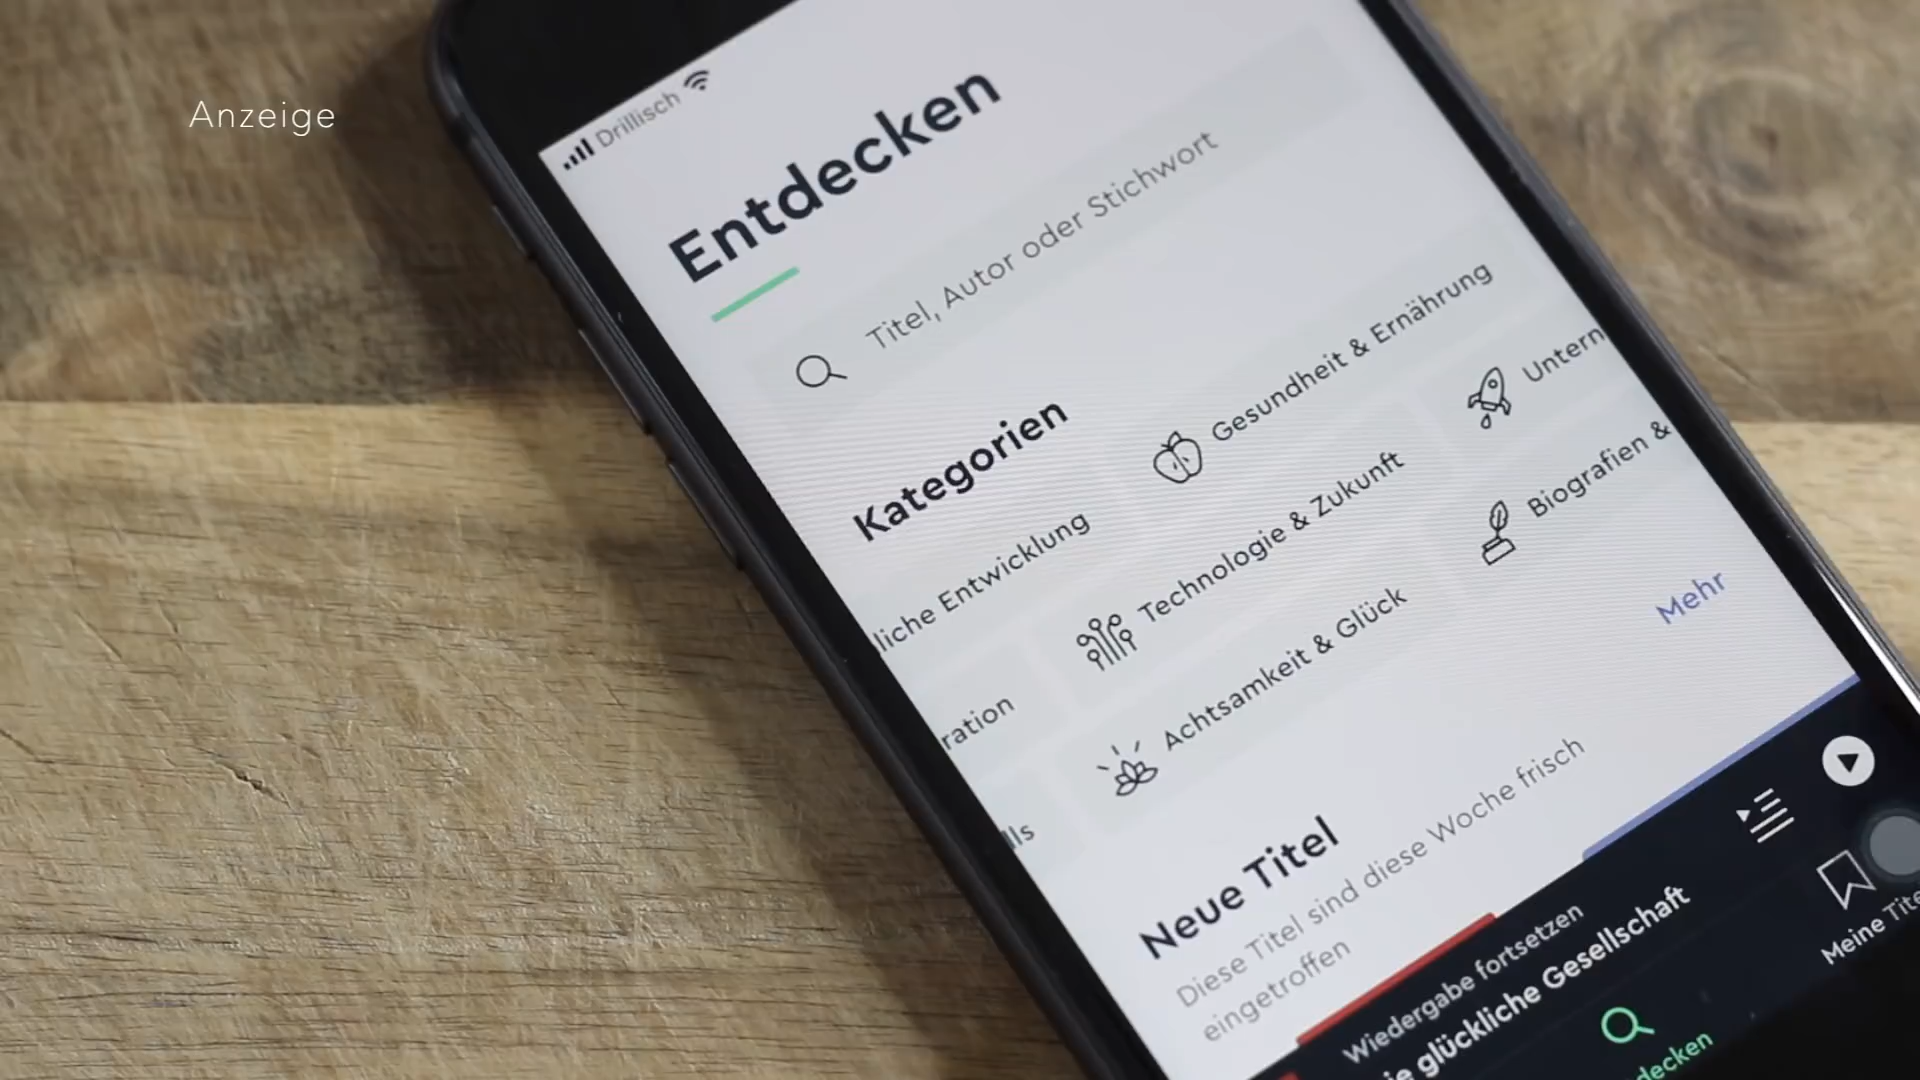 Anzeige
Drillisch
Entdecken
Titel, Autor oder Stichwort
Kategorien
liche Entwicklung
Gesundheit & Ernährung
Untern
ration
Technologie & Zukunft
Biografien &
lls
Achtsamkeit & Glück
Mehr
Neue Titel
Diese Titel sind diese Woche frisch
eingetroffen
Wiedergabe fortsetzen
ie glückliche Gesellschaft
decken
Meine Tite